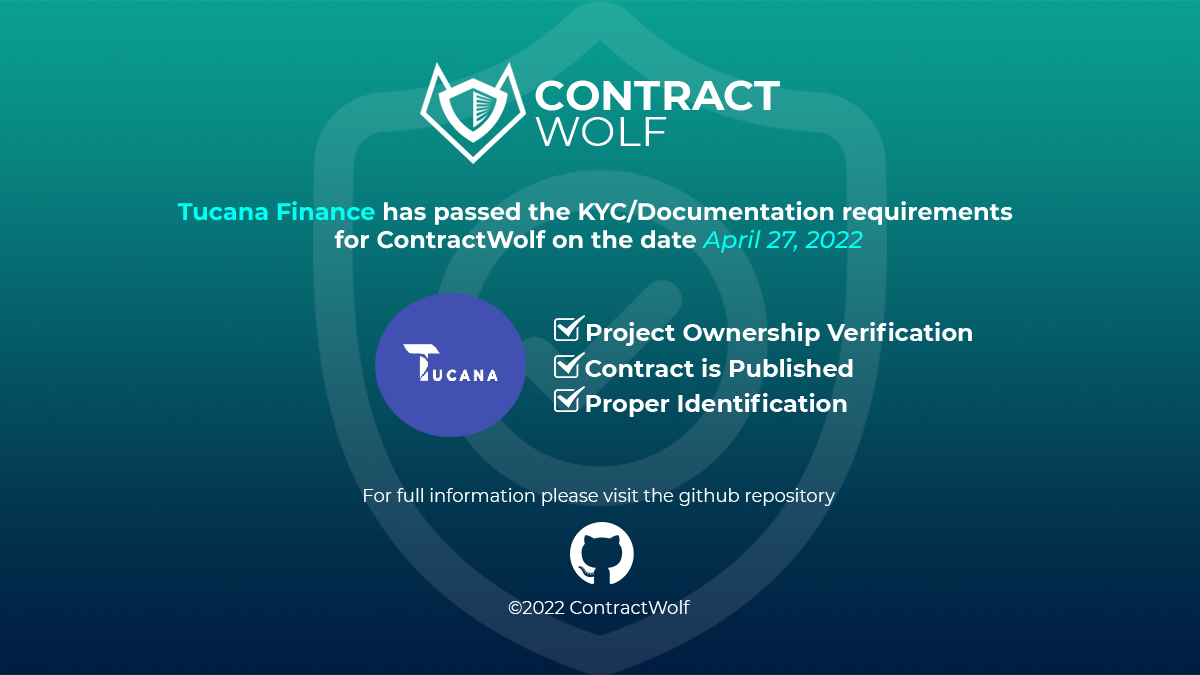 CONTRACT
WOLF
Tucana Finance has passed the KYC/Documentation requirements
for ContractWolf on the date April 27, 2022
TUCANA
Project Ownership Verification
Contract is Published
Proper Identification
For full information please visit the github repository
©2022 ContractWolf